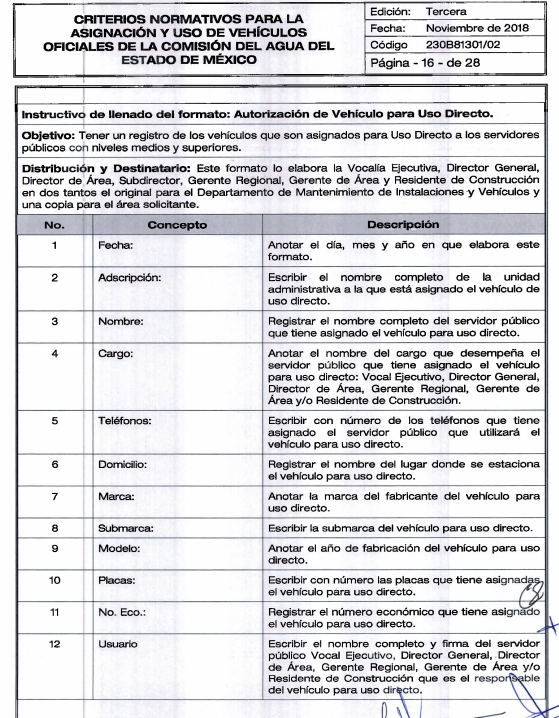 CRITERIOS NORMATIVOS PARA LA
ASIGNACIÓN Y USO DE VEHÍCULOS
OFICIALES DE LA COMISIÓN DEL AGUA DEL
ESTADO DE MÉXICO
Edición: Tercera
Fecha: Noviembre de 2018
Código 230B81301/02
Página - 16 - de 28
Instructivo de llenado del formato: Autorización de Vehículo para Uso Directo.
Objetivo: Tener un registro de los vehículos que son asignados para Uso Directo a los servidores
públicos con niveles medios y superiores.
Distribución y Destinatario: Este formato lo elabora la Vocalía Ejecutiva, Director General,
Director de Área, Subdirector, Gerente Regional, Gerente de Área y Residente de Construcción
en dos tantos el original para el Departamento de Mantenimiento de Instalaciones y Vehículos y
una copia para el área solicitante.
No. Concepto Descripción
1 Fecha: Anotar el día, mes y año en que elabora este
formato.
2 Adscripción: Escribir el nombre completo de la unidad
administrativa a la que está asignado el vehículo de
uso directo.
3 Nombre: Registrar el nombre completo del servidor público
que tiene asignado el vehículo para uso directo.
4 Cargo: Anotar el nombre del cargo que desempeña el
servidor público que tiene asignado el vehículo
para uso directo: Vocal Ejecutivo, Director General,
Director de Área, Gerente Regional, Gerente de
Área y/o Residente de Construcción.
5 Teléfonos: Escribir con número de los teléfonos que tiene
asignado el servidor público que utilizará el
vehículo para uso directo.
6 Domicilio: Registrar el nombre del lugar donde se estaciona
el vehículo para uso directo.
7 Marca: Anotar la marca del fabricante del vehículo para
uso directo.
8 Submarca: Escribir la submarca del vehículo para uso directo.
9 Modelo: Anotar el año de fabricación del vehículo para uso
directo.
10 Placas: Escribir con número las placas que tiene asignadas
el vehículo para uso directo.
11 No. Eco.: Registrar el número económico que tiene asignado
el vehículo para uso directo.
12 Usuario Escribir el nombre completo y firma del servidor
público Vocal Ejecutivo, Director General, Director
de Área, Gerente Regional, Gerente de Área y/o
Residente de Construcción que es el responsable
del vehículo para uso directo.